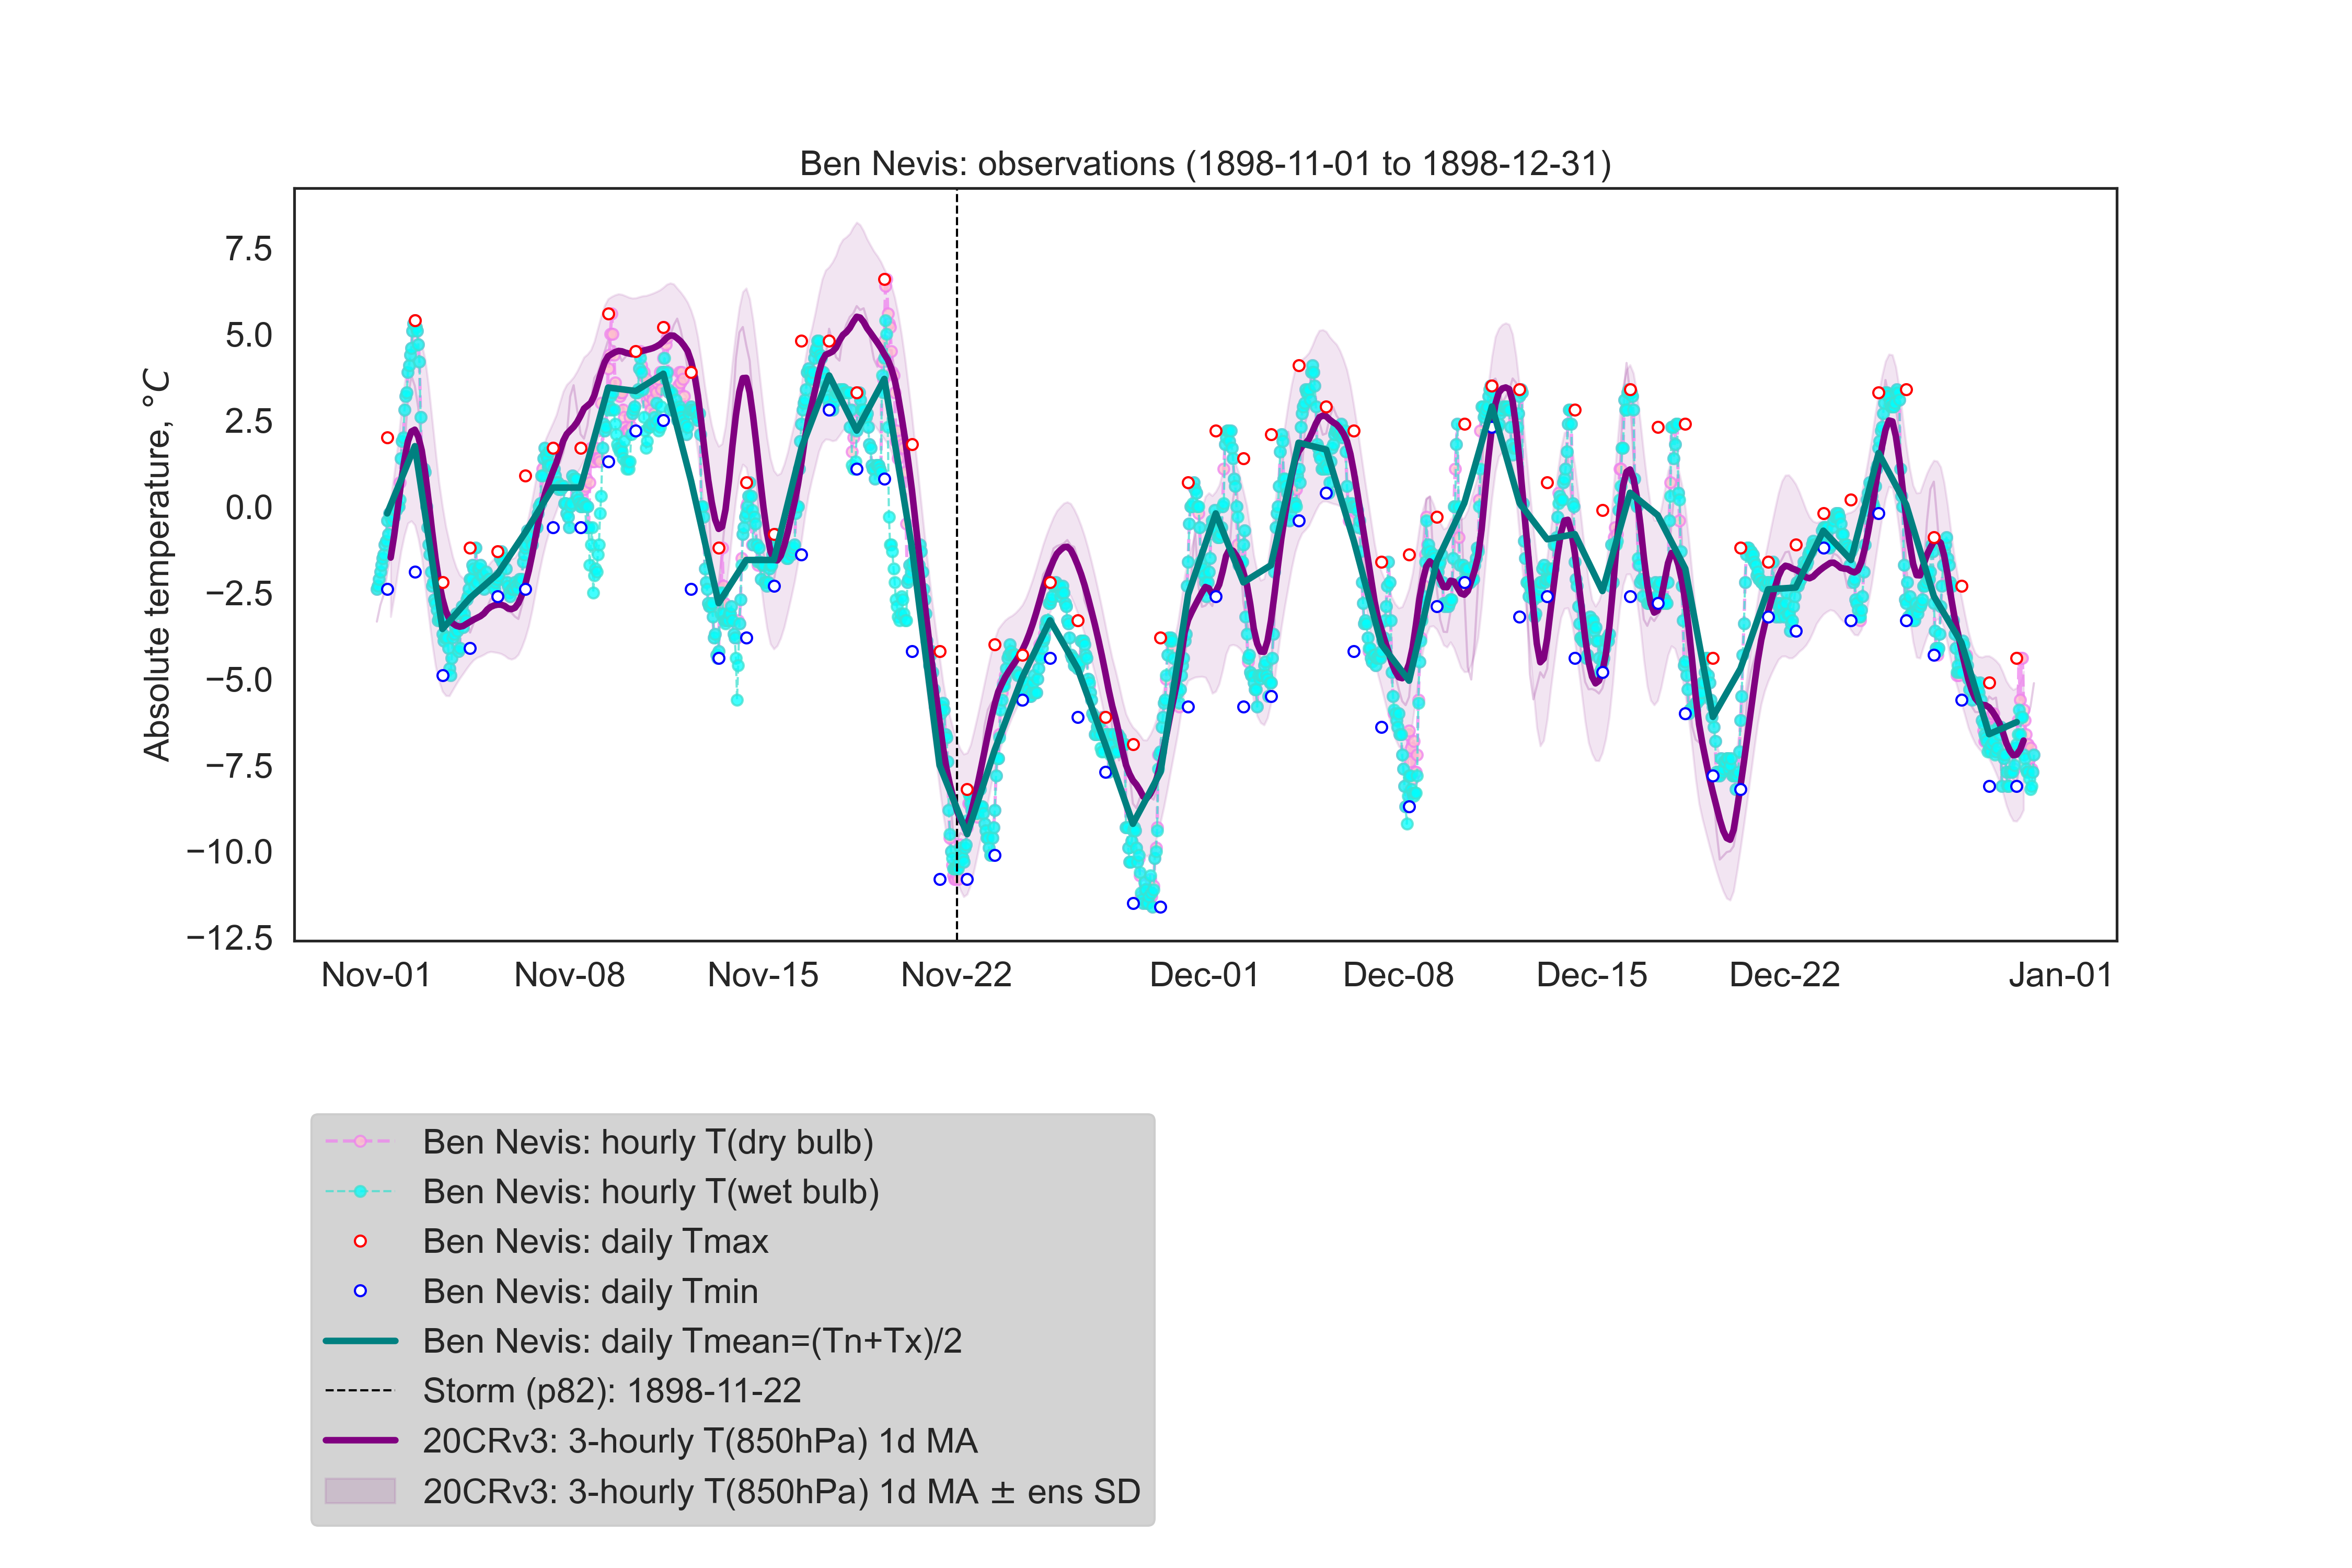 Ben Nevis: observations (1898-11-01 to 1898-12-31)
Absolute temperature, °C
7.5
5.0
2.5
0.0
−2.5
−5.0
−7.5
−10.0
−12.5
Nov-01 Nov-08 Nov-15 Nov-22 Dec-01 Dec-08 Dec-15 Dec-22 Jan-01
Ben Nevis: hourly T(dry bulb)
Ben Nevis: hourly T(wet bulb)
Ben Nevis: daily Tmax
Ben Nevis: daily Tmin
Ben Nevis: daily Tmean=(Tn+Tx)/2
Storm (p82): 1898-11-22
20CRv3: 3-hourly T(850hPa) 1d MA
20CRv3: 3-hourly T(850hPa) 1d MA ± ens SD